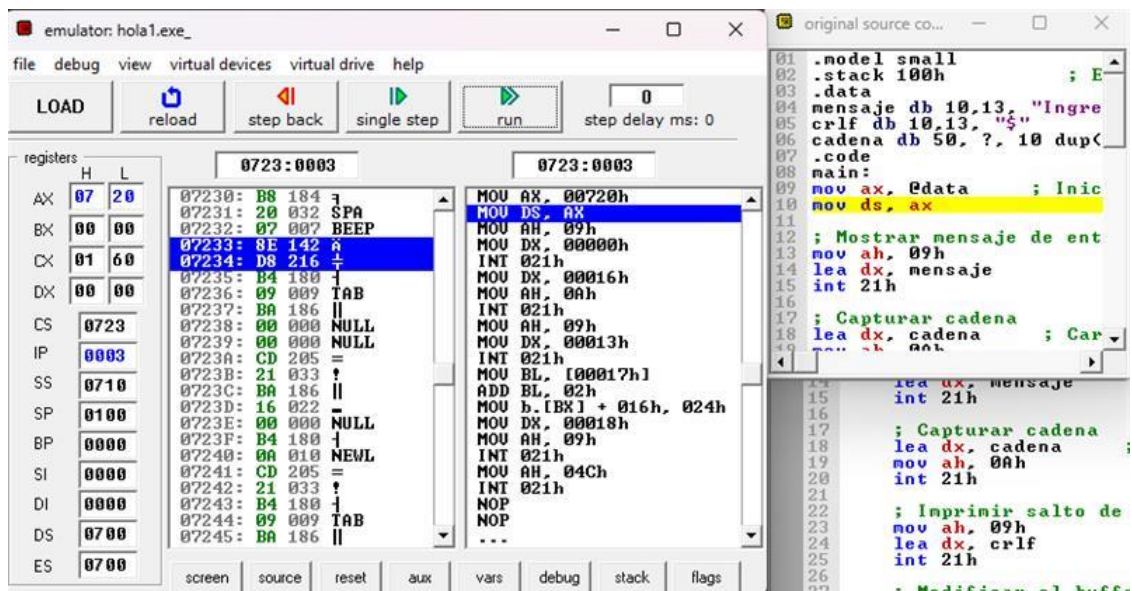 emulator: hola1.exe_
file debug view virtual devices virtual drive help
LOAD
reload
step back
single step
run
0
step delay ms: 0
registers
H L
AX 07 20
BX 00 00
CX 01 60
DX 00 00
CS 0723
IP 0003
SS 0710
SP 0100
BP 0000
SI 0000
DI 0000
DS 0700
ES 0700
0723:0003
07230: B8 184 ╕
07231: 20 032 SPA
07232: 07 007 BEEP
07233: 8E 142 Ä
07234: D8 216 ╪
07235: B4 180 ┤
07236: 09 009 TAB
07237: BA 186 ║
07238: 00 000 NULL
07239: 00 000 NULL
0723A: CD 205 =
0723B: 21 033 !
0723C: BA 186 ║
0723D: 16 022 ▬
0723E: 00 000 NULL
0723F: B4 180 ┤
07240: 0A 010 NEWL
07241: CD 205 =
07242: 21 033 !
07243: B4 180 ┤
07244: 09 009 TAB
07245: BA 186 ║
0723:0003
MOV AX, 00720h
MOV DS, AX
MOV AH, 09h
MOV DX, 00000h
INT 021h
MOV DX, 00016h
MOV AH, 0Ah
INT 021h
MOV AH, 09h
MOV DX, 00013h
INT 021h
MOV BL, [00017h]
ADD BL, 02h
MOV b.[BX] + 016h, 024h
MOV DX, 00018h
MOV AH, 09h
INT 021h
MOV AH, 04Ch
INT 021h
NOP
NOP
...
screen source reset aux vars debug stack flags
original source co...
01 .model small
02 .stack 100h ; E
03 .data
04 mensaje db 10,13, "Ingre
05 crlf db 10,13, "$"
06 cadena db 50, ?, 10 dup(
07 .code
08 main:
09 mov ax, @data ; Inic
10 mov ds, ax
11
12 ; Mostrar mensaje de ent
13 mov ah, 09h
14 lea dx, mensaje
15 int 21h
16
17 ; Capturar cadena
18 lea dx, cadena ; Car
19 mov ah, 0Ah
14 lea dx, mensaje
15 int 21h
16
17 ; Capturar cadena
18 lea dx, cadena ;
19 mov ah, 0Ah
20 int 21h
21
22 ; Imprimir salto de
23 mov ah, 09h
24 lea dx, crlf
25 int 21h
26
27 ; Modificar el buffe